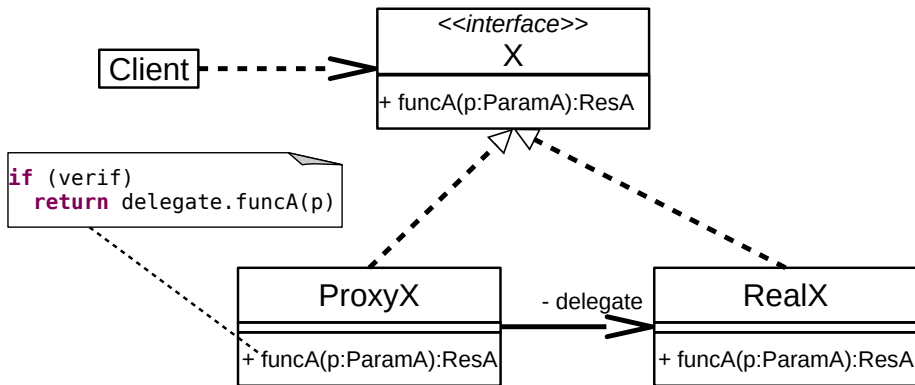 <<interface>>
X
Client
+ funcA(p:ParamA):ResA
if (verif)
return delegate.funcA(p)
ProxyX
- delegate
RealX
+ funcA(p:ParamA):ResA
+ funcA(p:ParamA):ResA